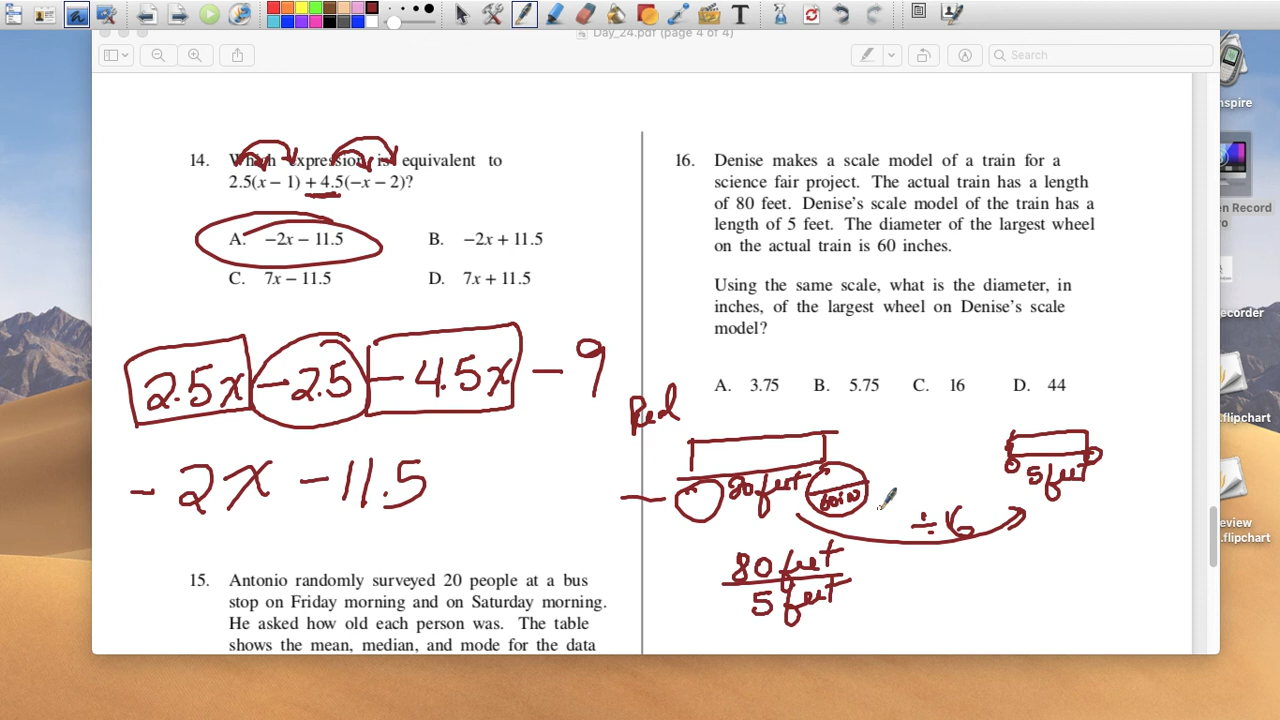 Day_24.pdf (page 4 of 4)
Search
14. Which expression is equivalent to
2.5(x – 1) + 4.5(–x – 2)?
A. –2x – 11.5 B. –2x + 11.5
C. 7x – 11.5 D. 7x + 11.5
2.5x – 2.5 – 4.5x – 9
- 2x – 11.5
15. Antonio randomly surveyed 20 people at a bus
stop on Friday morning and on Saturday morning.
He asked how old each person was. The table
shows the mean, median, and mode for the data
16. Denise makes a scale model of a train for a
science fair project. The actual train has a length
of 80 feet. Denise's scale model of the train has a
length of 5 feet. The diameter of the largest wheel
on the actual train is 60 inches.
Using the same scale, what is the diameter, in
inches, of the largest wheel on Denise's scale
model?
A. 3.75 B. 5.75 C. 16 D. 44
Real
80 feet
60 in
5 feet
÷16
80 feet
5 feet
nspire
en Record
ro
ecorder
.flipchart
eview
.flipchart